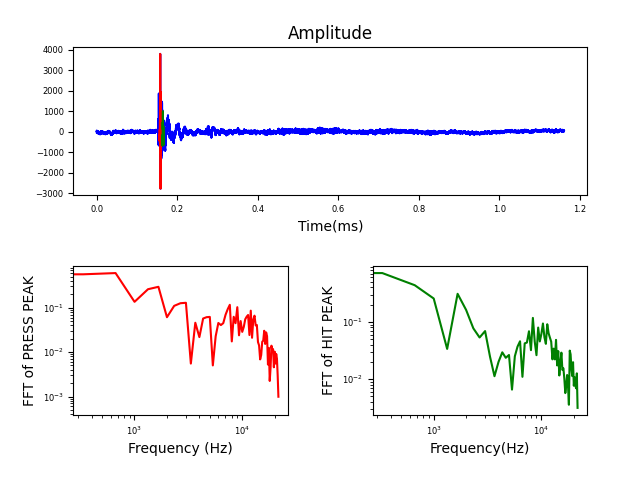 Amplitude
4000
3000
2000
1000
0
−1000
−2000
−3000
0.0 0.2 0.4 0.6 0.8 1.0 1.2
Time(ms)
FFT of PRESS PEAK
10⁻¹
10⁻²
10⁻³
10³ 10⁴
Frequency (Hz)
FFT of HIT PEAK
10⁻¹
10⁻²
10³ 10⁴
Frequency(Hz)